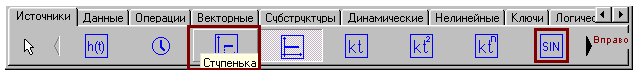 Источники Данные Операции Векторные Субструктуры Динамические Нелинейные Ключи Логичес
h(t) kt kt² ktⁿ SIN Вправо
Ступенька